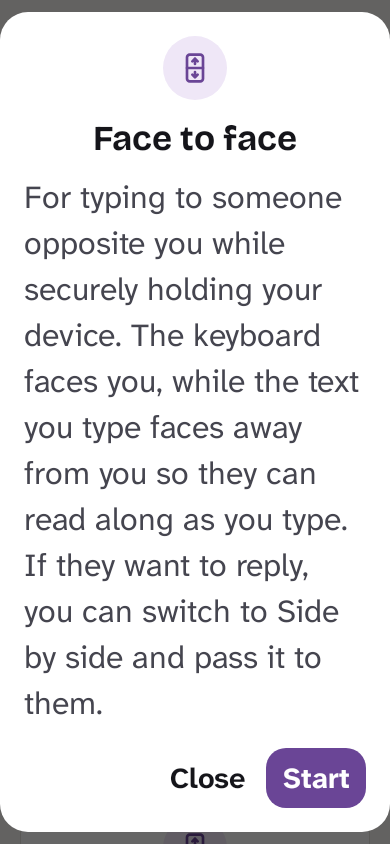 Face to face
For typing to someone
opposite you while
securely holding your
device. The keyboard
faces you, while the text
you type faces away
from you so they can
read along as you type.
If they want to reply,
you can switch to Side
by side and pass it to
them.
Close Start